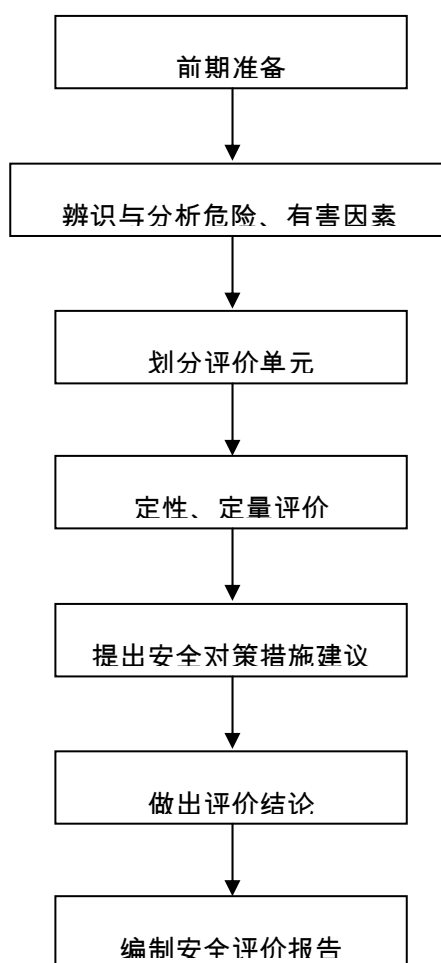 前期准备
辨识与分析危险、有害因素
划分评价单元
定性、定量评价
提出安全对策措施建议
做出评价结论
编制安全评价报告